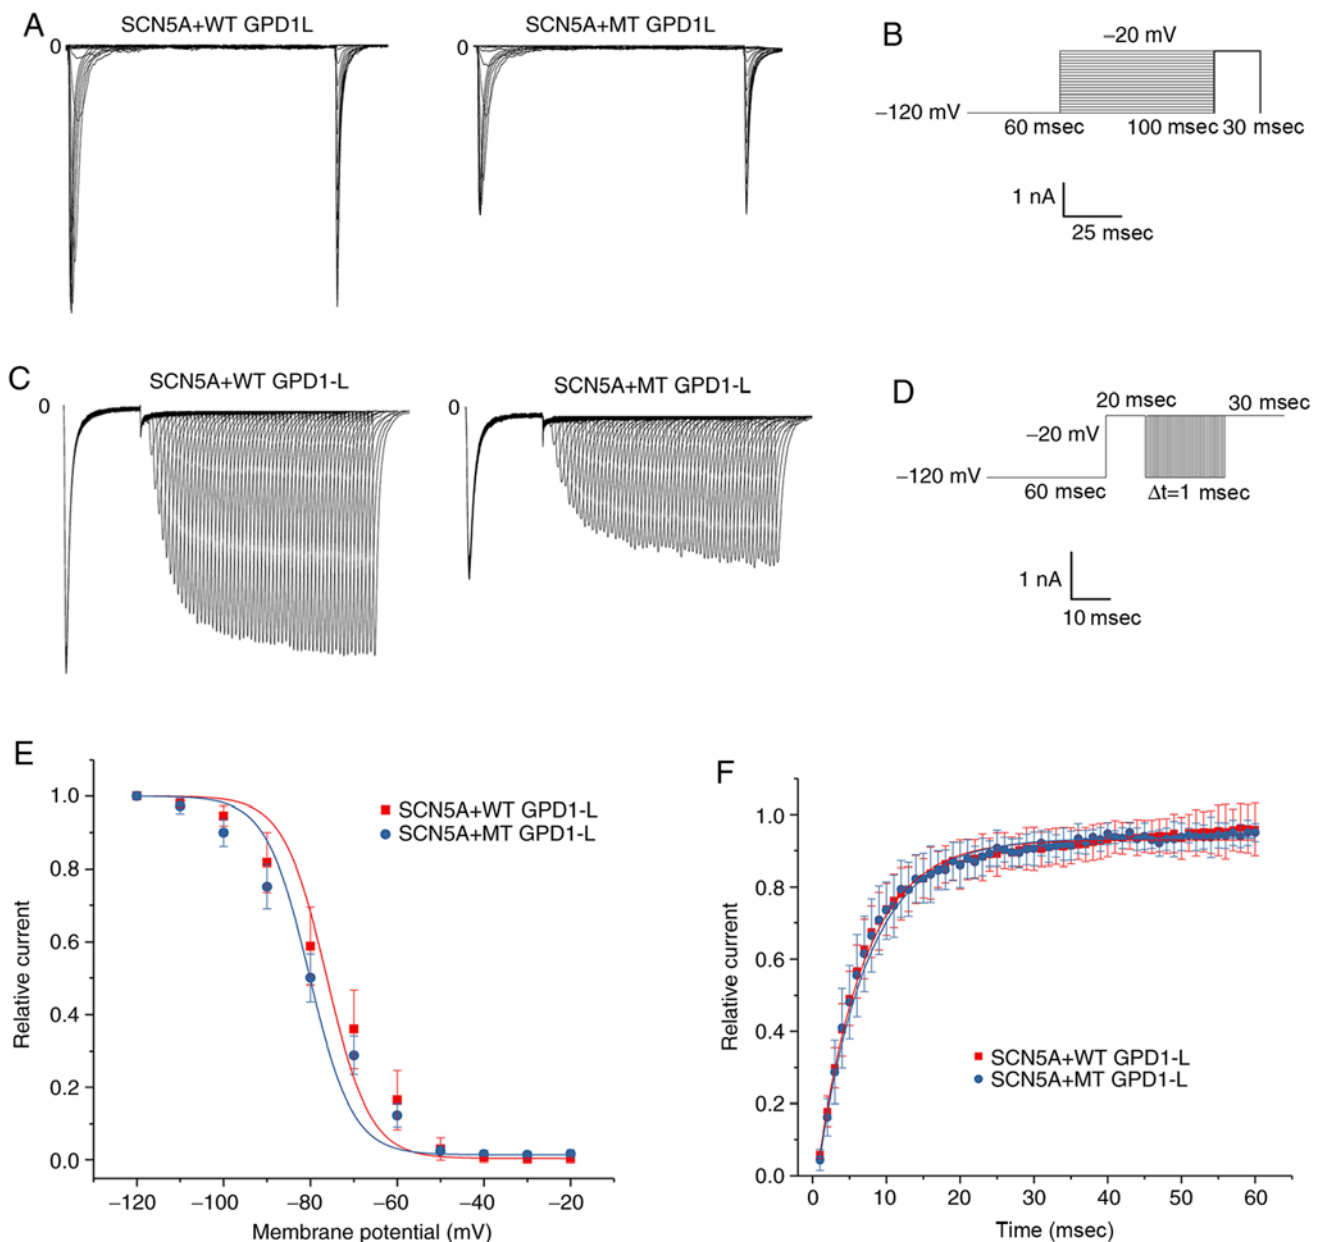 A
SCN5A+WT GPD1L
SCN5A+MT GPD1L
0
0
B
−20 mV
−120 mV
60 msec
100 msec
30 msec
1 nA
25 msec
C
SCN5A+WT GPD1-L
SCN5A+MT GPD1-L
0
0
D
20 msec
30 msec
−20 mV
−120 mV
60 msec
Δt=1 msec
1 nA
10 msec
E
Relative current
1.0
0.8
0.6
0.4
0.2
0.0
SCN5A+WT GPD1-L
SCN5A+MT GPD1-L
−120
−100
−80
−60
−40
−20
Membrane potential (mV)
F
Relative current
1.0
0.8
0.6
0.4
0.2
0.0
SCN5A+WT GPD1-L
SCN5A+MT GPD1-L
0
10
20
30
40
50
60
Time (msec)